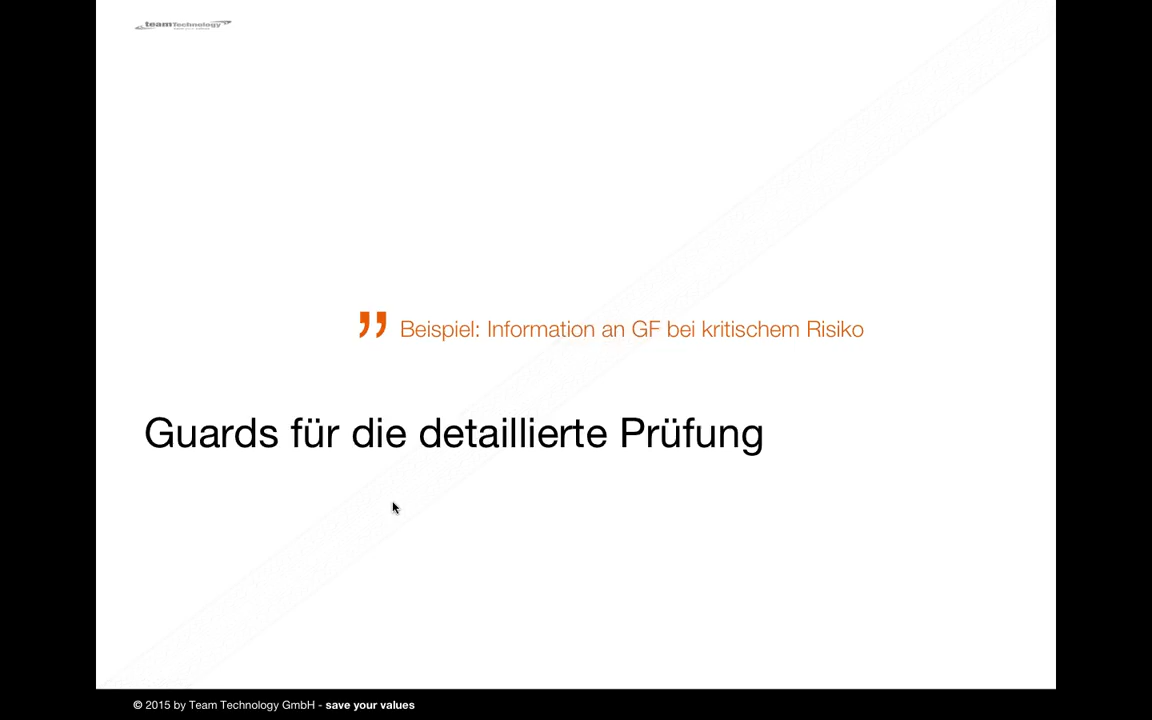 teamTechnology
” Beispiel: Information an GF bei kritischem Risiko
Guards für die detaillierte Prüfung
© 2015 by Team Technology GmbH - save your values